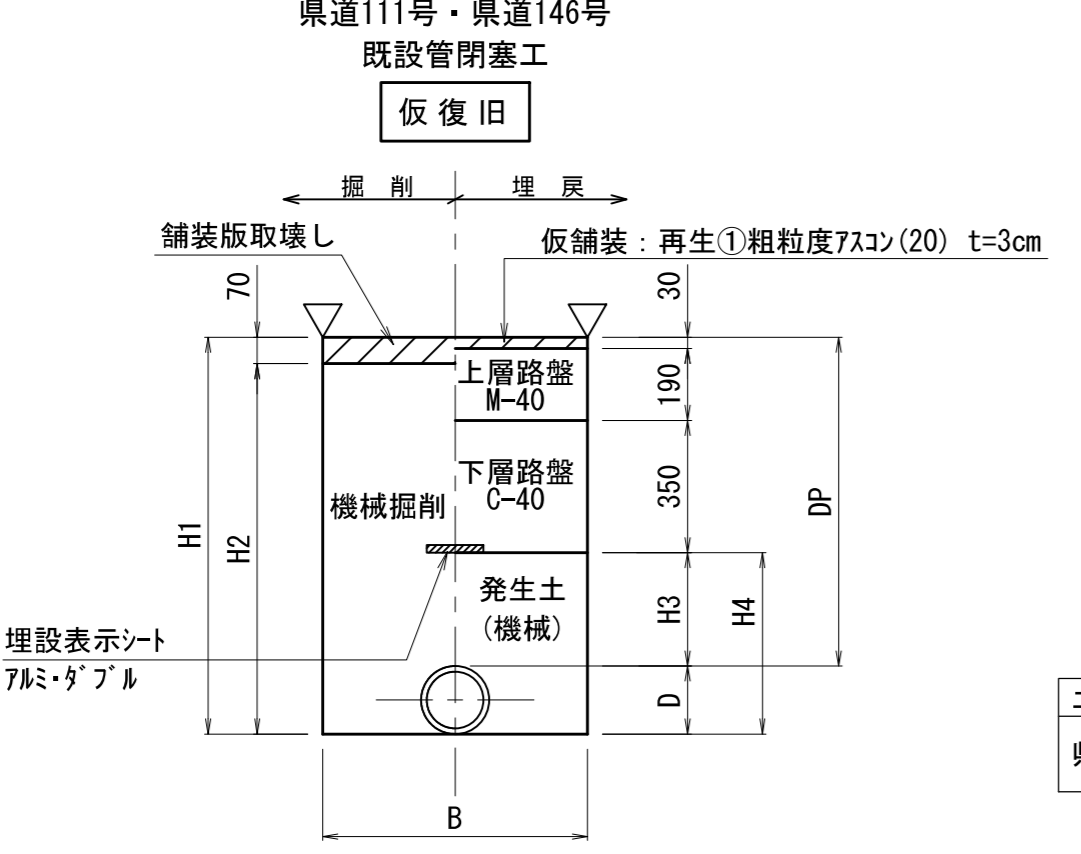 県道111号・県道146号
既設管閉塞工
仮復旧
掘 削
埋 戻
舗装版取壊し
仮舗装：再生①粗粒度ｱｽｺﾝ(20) t=3cm
70
30
上層路盤
M-40
190
下層路盤
C-40
350
機械掘削
DP
H1
H2
発生土
(機械)
H3
H4
埋設表示ｼｰﾄ
ｱﾙﾐ･ﾀﾞﾌﾞﾙ
D
B